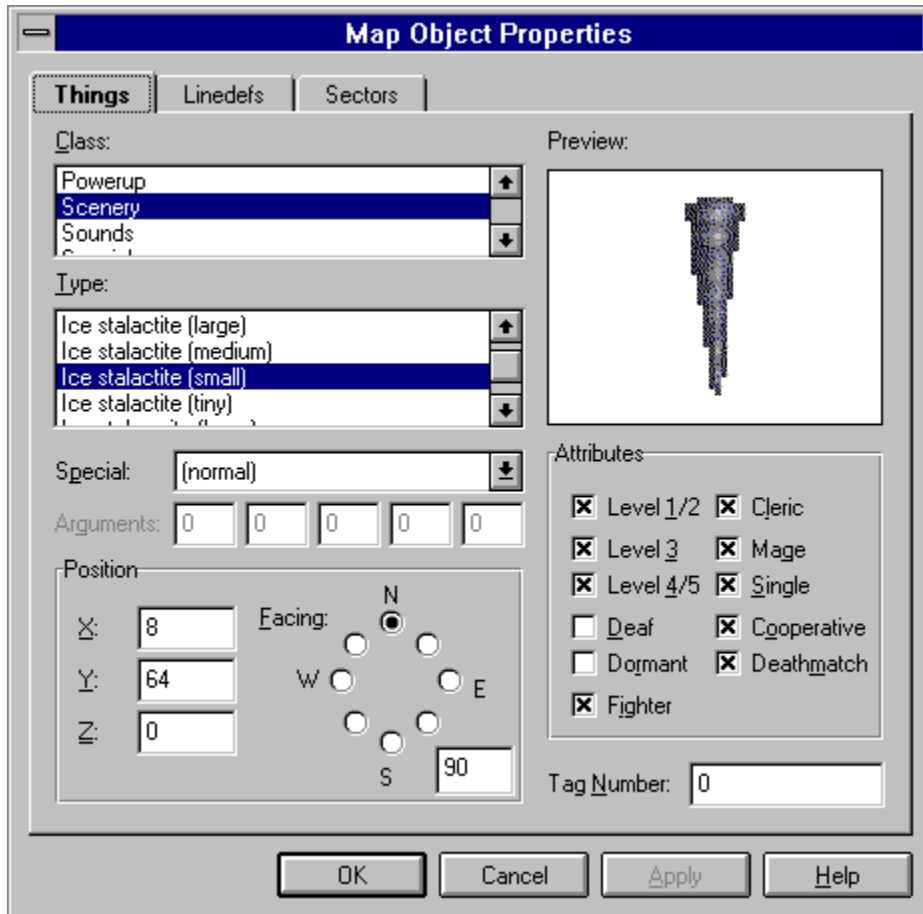 Map Object Properties
Things Linedefs Sectors
Class:
Powerup
Scenery
Sounds
Type:
Ice stalactite (large)
Ice stalactite (medium)
Ice stalactite (small)
Ice stalactite (tiny)
Special: (normal)
Arguments: 0 0 0 0 0
Position
X: 8
Y: 64
Z: 0
Facing:
N
W
E
S
90
Preview:
Attributes
Level 1/2 Cleric
Level 3 Mage
Level 4/5 Single
Deaf Cooperative
Dormant Deathmatch
Fighter
Tag Number: 0
OK Cancel Apply Help